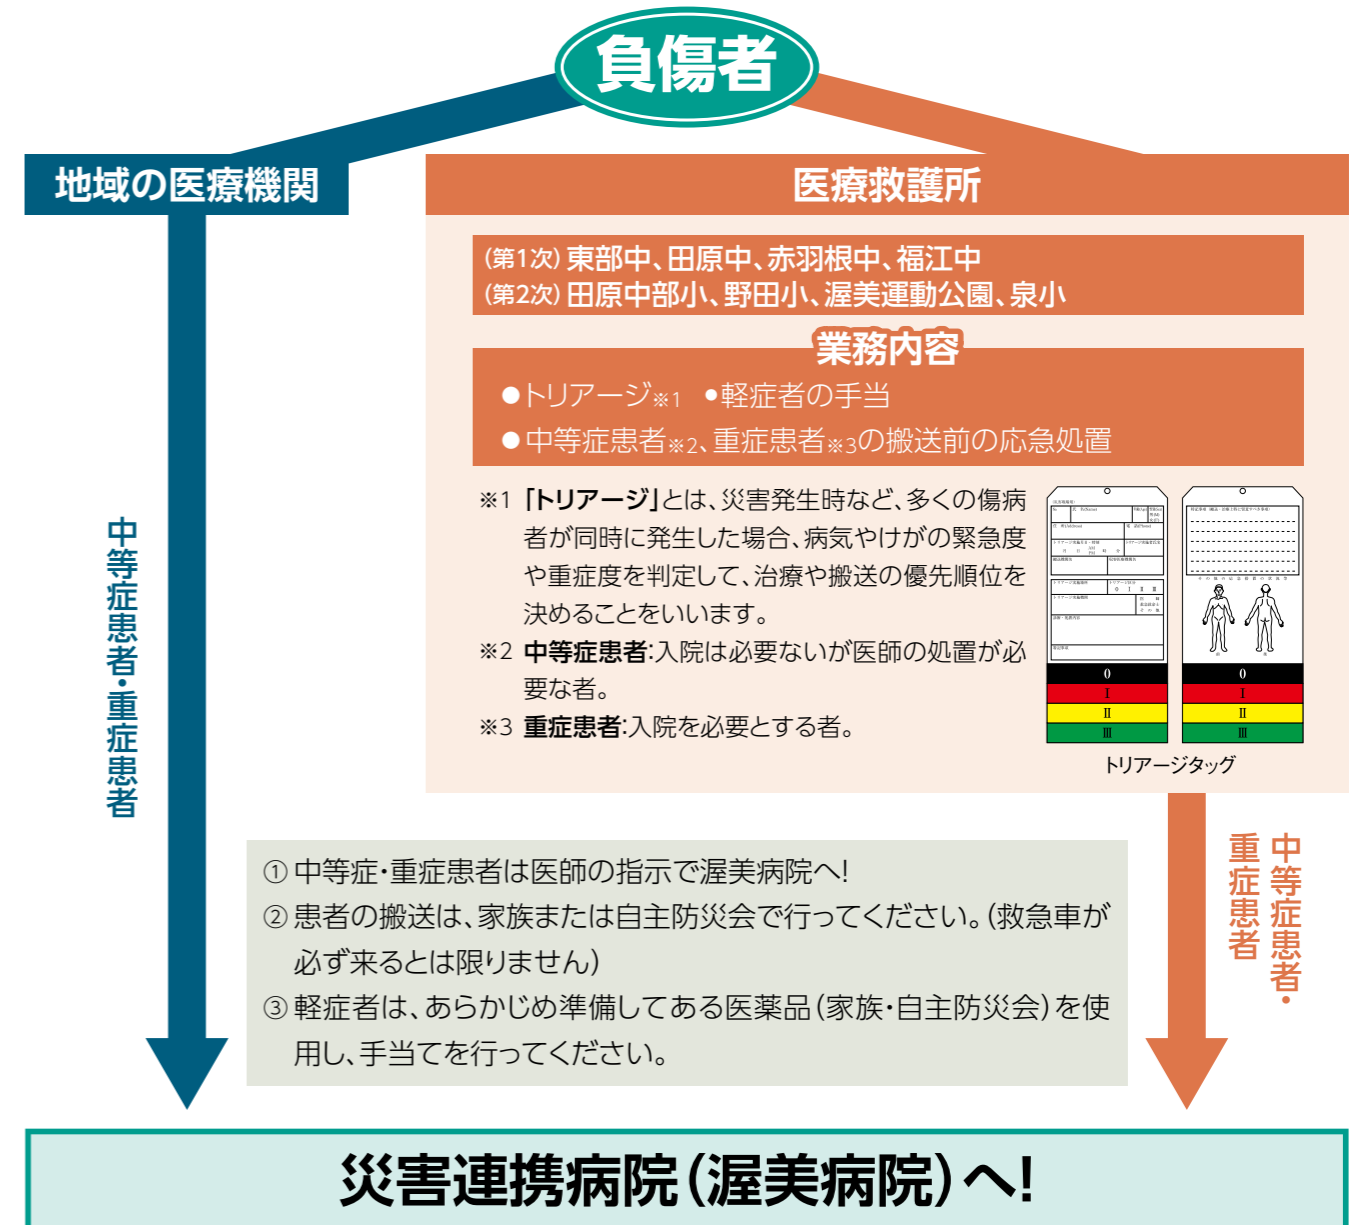 負傷者
地域の医療機関
医療救護所
(第1次)東部中、田原中、赤羽根中、福江中
(第2次)田原中部小、野田小、渥美運動公園、泉小
業務内容
●トリアージ※1 ●軽症者の手当
●中等症患者※2、重症患者※3の搬送前の応急処置
※1 「トリアージ」とは、災害発生時など、多くの傷病
者が同時に発生した場合、病気やけがの緊急度
や重症度を判定して、治療や搬送の優先順位を
決めることをいいます。
※2 中等症患者:入院は必要ないが医師の処置が必
要な者。
※3 重症患者:入院を必要とする者。
0
I
II
III
0
I
II
III
トリアージタッグ
中等症患者・重症患者
中等症患者・
重症患者
① 中等症・重症患者は医師の指示で渥美病院へ!
② 患者の搬送は、家族または自主防災会で行ってください。(救急車が
必ず来るとは限りません)
③ 軽症者は、あらかじめ準備してある医薬品(家族・自主防災会)を使
用し、手当てを行ってください。
災害連携病院(渥美病院)へ!